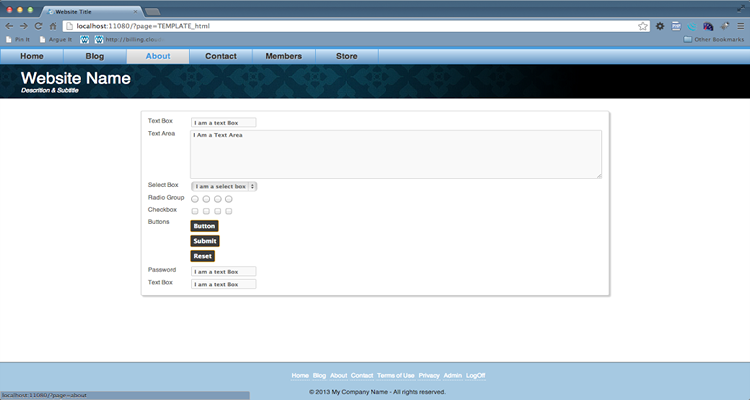 Website Title
localhost:11080/?page=TEMPLATE_html
Pin It Argue It http://billing.slouc Other Bookmarks
Home Blog About Contact Members Store
Website Name
Descrition & Subtitle
Text Box I am a text Box
Text Area I Am a Text Area
Select Box I am a select box
Radio Group
Checkbox
Buttons Button
Submit
Reset
Password I am a text Box
Text Box I am a text Box
Home Blog About Contact Terms of Use Privacy Admin LogOff
© 2013 My Company Name - All rights reserved.
localhost:11080/?page=about